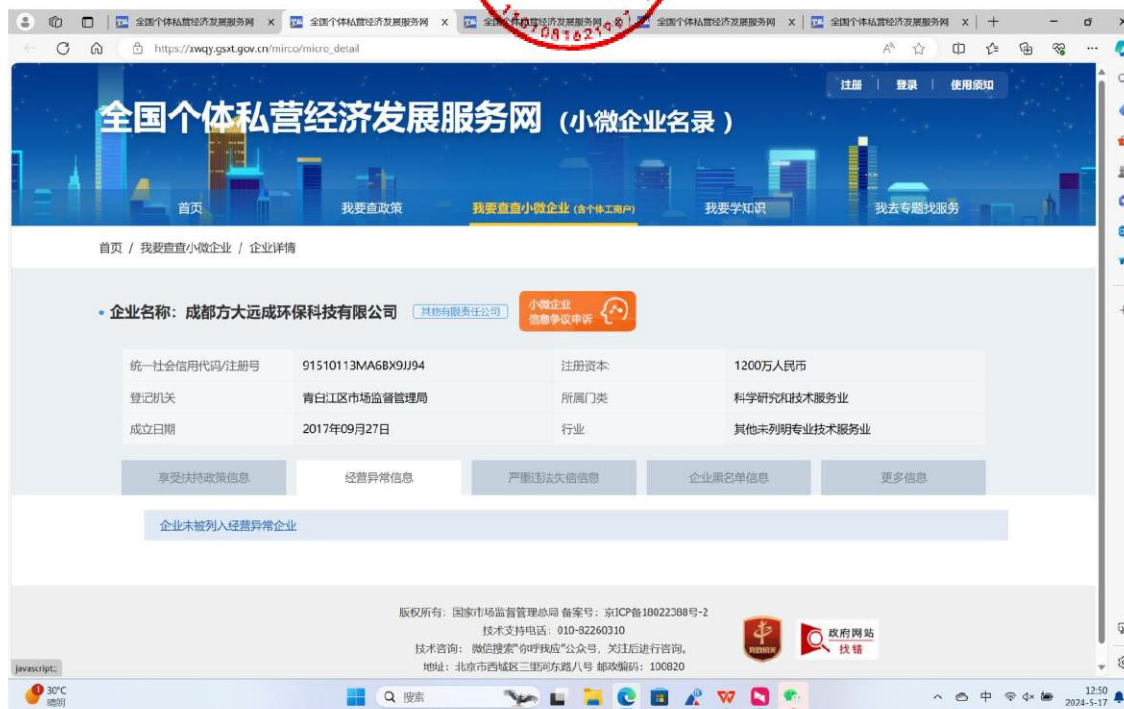 全国个体私营经济发展服务网 × 全国个体私营经济发展服务网 × 全国个体私营经济发展服务网 × 全国个体私营经济发展服务网 × 全国个体私营经济发展服务网 ×
https://xwqy.gsxt.gov.cn/mirco/micro_detail
注册 | 登录 | 使用须知
全国个体私营经济发展服务网 (小微企业名录)
首页 我要查政策 我要查查小微企业 (含个体工商户) 我要学知识 我去专题找服务
首页 / 我要查查小微企业 / 企业详情
企业名称: 成都方大远成环保科技有限公司 其他有限责任公司 小微企业
信息争议申诉
统一社会信用代码/注册号 91510113MA6BX9JJ94 注册资本: 1200万人民币
登记机关 青白江区市场监督管理局 所属门类 科学研究和技术服务业
成立日期 2017年09月27日 行业 其他未列明专业技术服务业
享受扶持政策信息 经营异常信息 严重违法失信信息 企业黑名单信息 更多信息
企业未被列入经营异常企业
版权所有: 国家市场监督管理总局 备案号: 京ICP备18022388号-2
技术支持电话: 010-82260310
技术咨询: 微信搜索"你呼我应"公众号, 关注后进行咨询。
地址: 北京市西城区三里河东路八号 邮政编码: 100820
党政机关
政府网站
找错
javascript:;
30°C
晴朗
搜索
中
12:50
2024-5-17